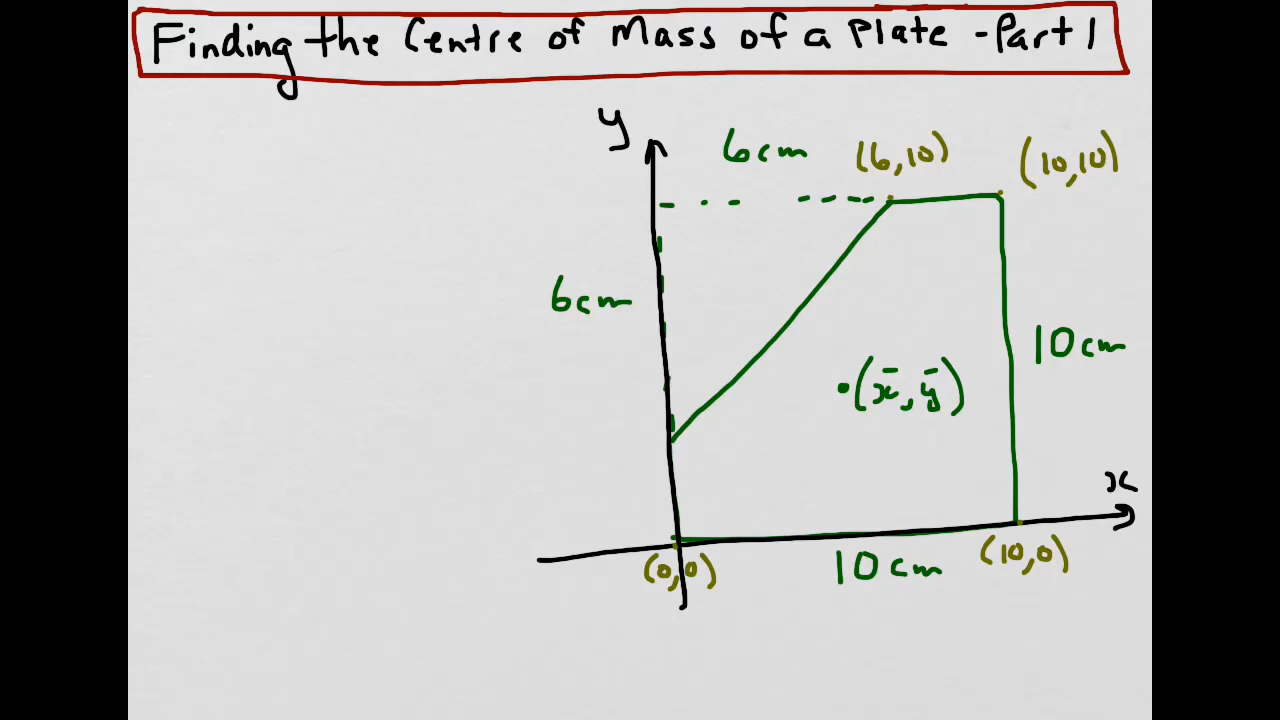 Finding the Centre of Mass of a Plate - Part 1
y
6cm
(6,10)
(10,10)
6cm
10cm
(x̄, ȳ)
x
(0,0)
10cm
(10,0)